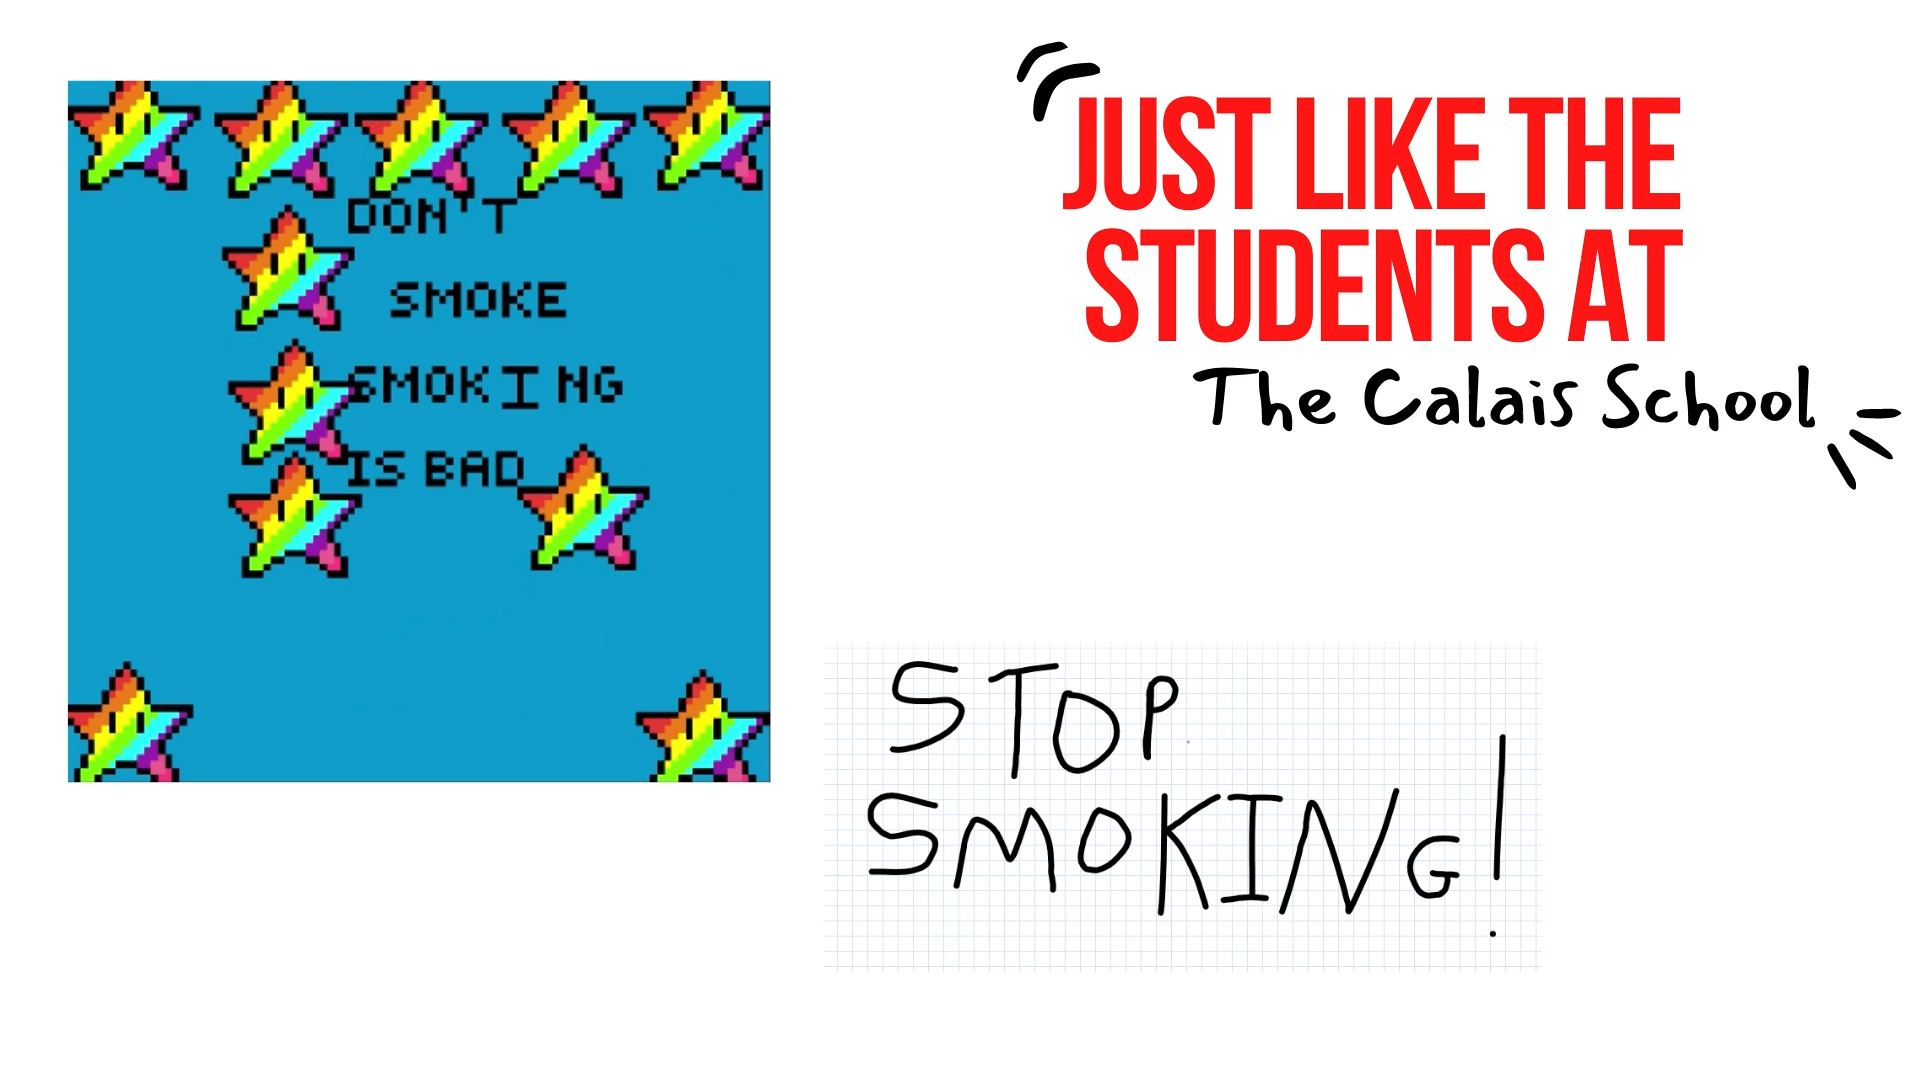 DON'T
SMOKE
SMOKING
IS BAD
JUST LIKE THE
STUDENTS AT
The Calais School
STOP
SMOKING!